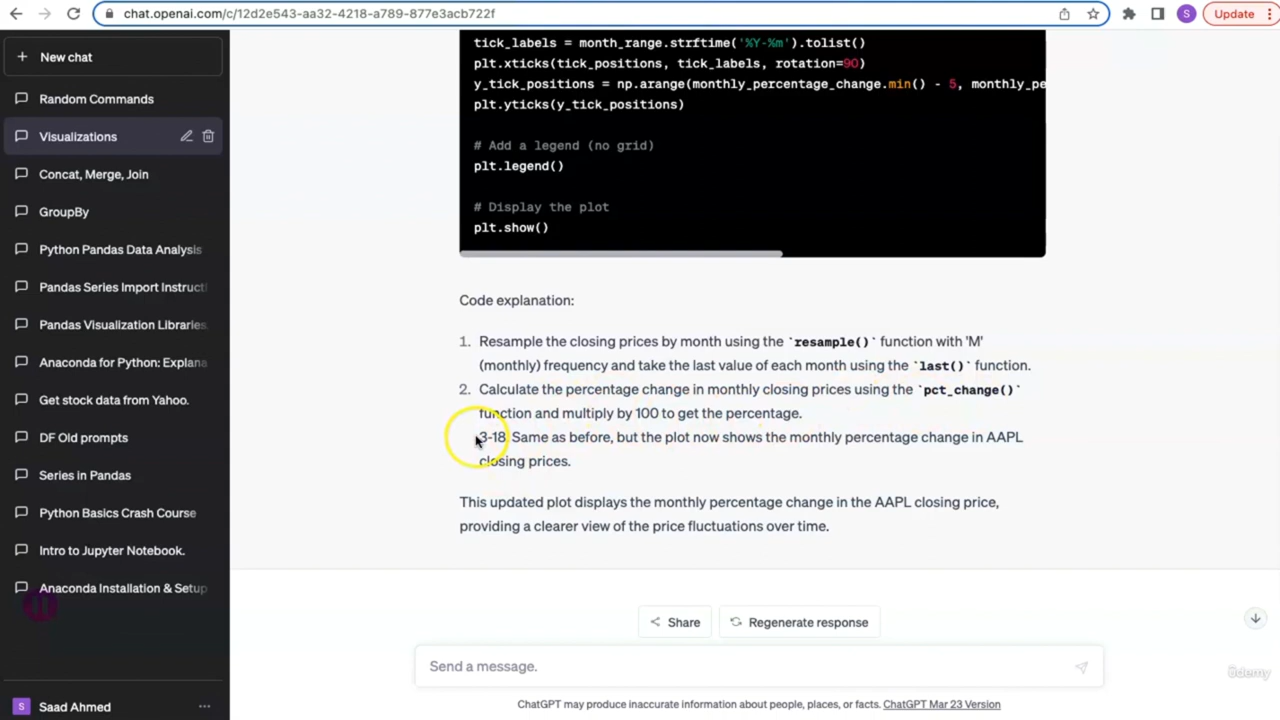 chat.openai.com/c/12d2e543-aa32-4218-a789-877e3acb722f
S
Update
New chat
Random Commands
Visualizations
Concat, Merge, Join
GroupBy
Python Pandas Data Analysis
Pandas Series Import Instructi
Pandas Visualization Libraries,
Anaconda for Python: Explana
Get stock data from Yahoo.
DF Old prompts
Series in Pandas
Python Basics Crash Course
Intro to Jupyter Notebook.
Anaconda Installation & Setup
S
Saad Ahmed
tick_labels = month_range.strftime('%Y-%m').tolist()
plt.xticks(tick_positions, tick_labels, rotation=90)
y_tick_positions = np.arange(monthly_percentage_change.min() - 5, monthly_pe
plt.yticks(y_tick_positions)
# Add a legend (no grid)
plt.legend()
# Display the plot
plt.show()
Code explanation:
1. Resample the closing prices by month using the `resample()` function with 'M'
(monthly) frequency and take the last value of each month using the `last()` function.
2. Calculate the percentage change in monthly closing prices using the `pct_change()`
function and multiply by 100 to get the percentage.
3-18. Same as before, but the plot now shows the monthly percentage change in AAPL
closing prices.
This updated plot displays the monthly percentage change in the AAPL closing price,
providing a clearer view of the price fluctuations over time.
Share
Regenerate response
Send a message.
ChatGPT may produce inaccurate information about people, places, or facts. ChatGPT Mar 23 Version
ûdemy